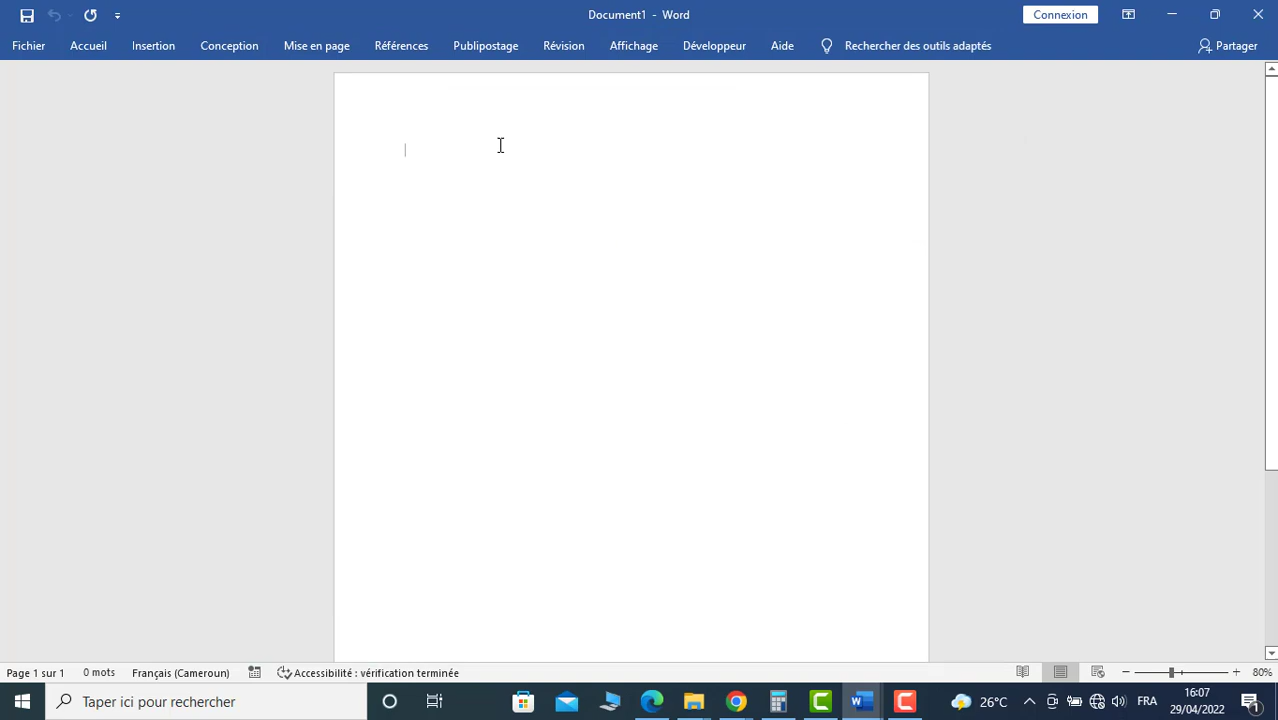 Document1 - Word
Connexion
Fichier Accueil Insertion Conception Mise en page Références Publipostage Révision Affichage Développeur Aide Rechercher des outils adaptés Partager
Page 1 sur 1 0 mots Français (Cameroun) Accessibilité : vérification terminée 80%
Taper ici pour rechercher 26°C FRA 16:07
29/04/2022 1